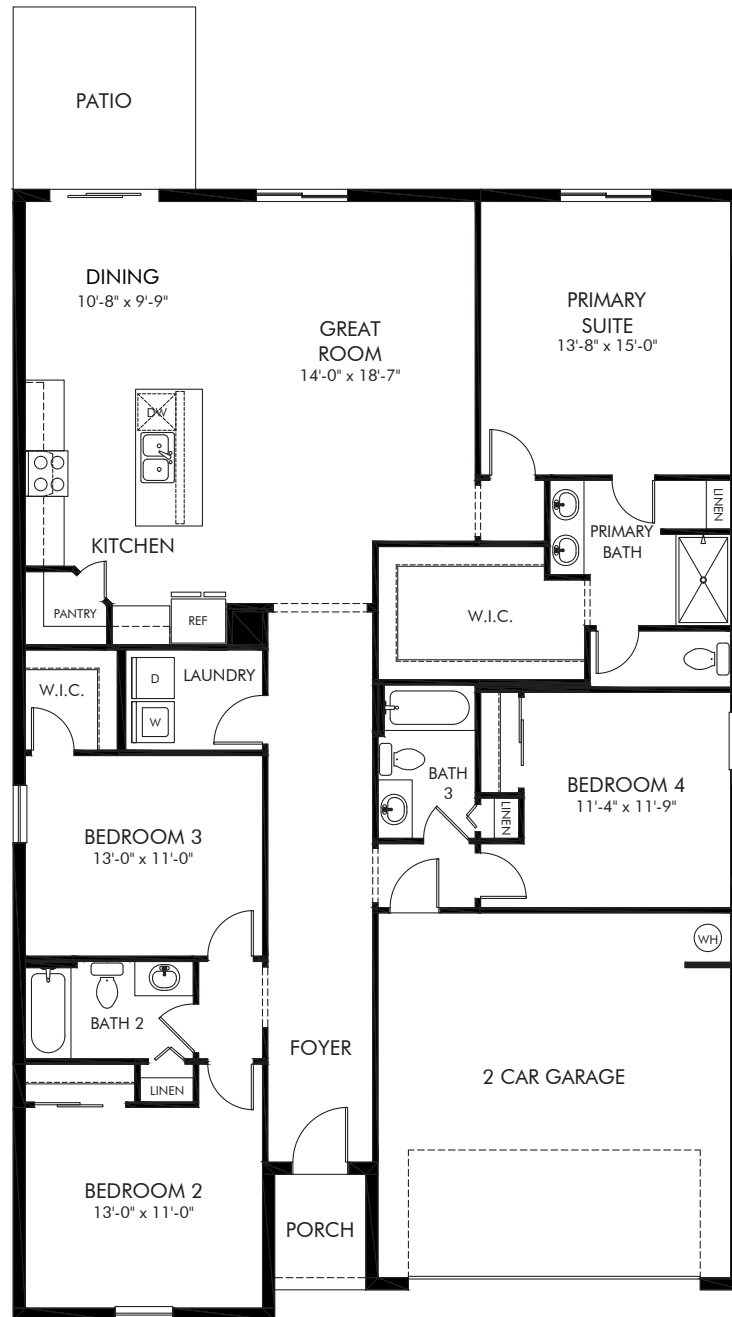 PATIO
DINING
10'-8" x 9'-9"
GREAT
ROOM
14'-0" x 18'-7"
PRIMARY
SUITE
13'-8" x 15'-0"
DW
KITCHEN
LINEN
PRIMARY
BATH
PANTRY
REF
W.I.C.
W.I.C.
D
LAUNDRY
W
BATH
3
LINEN
BEDROOM 4
11'-4" x 11'-9"
BEDROOM 3
13'-0" x 11'-0"
WH
BATH 2
FOYER
LINEN
2 CAR GARAGE
BEDROOM 2
13'-0" x 11'-0"
PORCH